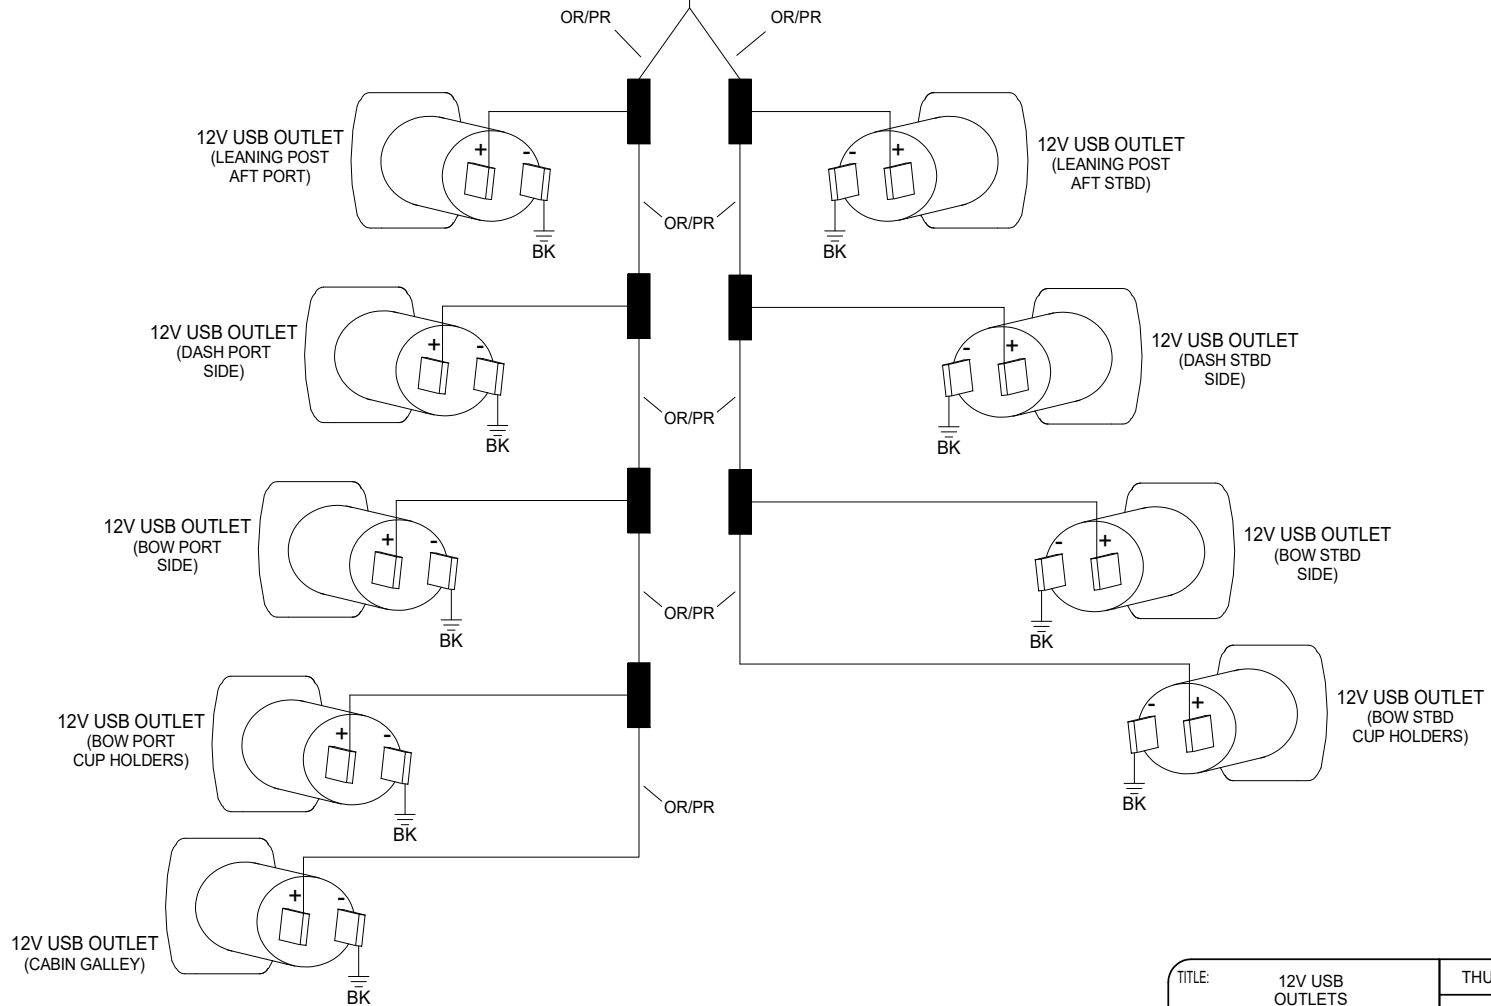 OR/PR
OR/PR
12V USB OUTLET
(LEANING POST
AFT PORT)
+ -
BK
- +
BK
12V USB OUTLET
(LEANING POST
AFT STBD)
OR/PR
12V USB OUTLET
(DASH PORT
SIDE)
+ -
BK
- +
BK
12V USB OUTLET
(DASH STBD
SIDE)
OR/PR
12V USB OUTLET
(BOW PORT
SIDE)
+ -
BK
- +
BK
12V USB OUTLET
(BOW STBD
SIDE)
OR/PR
12V USB OUTLET
(BOW PORT
CUP HOLDERS)
+ -
BK
- +
BK
12V USB OUTLET
(BOW STBD
CUP HOLDERS)
OR/PR
12V USB OUTLET
(CABIN GALLEY)
+ -
BK
TITLE:
12V USB
OUTLETS
THU